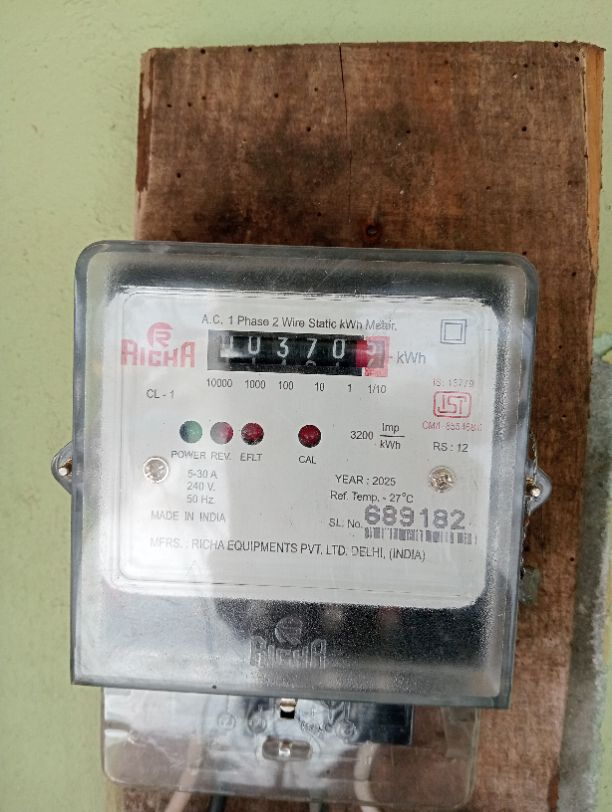 A.C. 1 Phase 2 Wire Static kWh Meter.
RICHA
00370
kWh
10000 1000 100 10 1 1/10
CL - 1
IS: 13779
ISI
3200 Imp/kWh
RS : 12
POWER REV. EFLT CAL
5-30 A
240 V.
50 Hz.
YEAR : 2025
Ref. Temp. - 27°C
MADE IN INDIA
SL. No. 689182
MFRS. : RICHA EQUIPMENTS PVT. LTD. DELHI, (INDIA)
RICHA